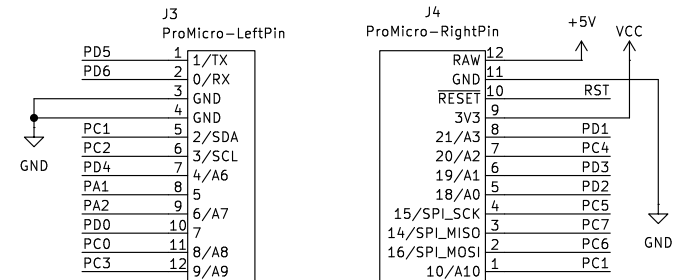 J3
ProMicro-LeftPin
PD5 1 1/TX
PD6 2 0/RX
3 GND
4 GND
GND
PC1 5 2/SDA
PC2 6 3/SCL
PD4 7 4/A6
PA1 8 5
PA2 9 6/A7
PD0 10 7
PC0 11 8/A8
PC3 12 9/A9
J4
ProMicro-RightPin
+5V
VCC
RAW 12
GND 11
RESET 10 RST
3V3 9
21/A3 8 PD1
20/A2 7 PC4
19/A1 6 PD3
18/A0 5 PD2
15/SPI_SCK 4 PC5
14/SPI_MISO 3 PC7
16/SPI_MOSI 2 PC6
10/A10 1 PC1
GND